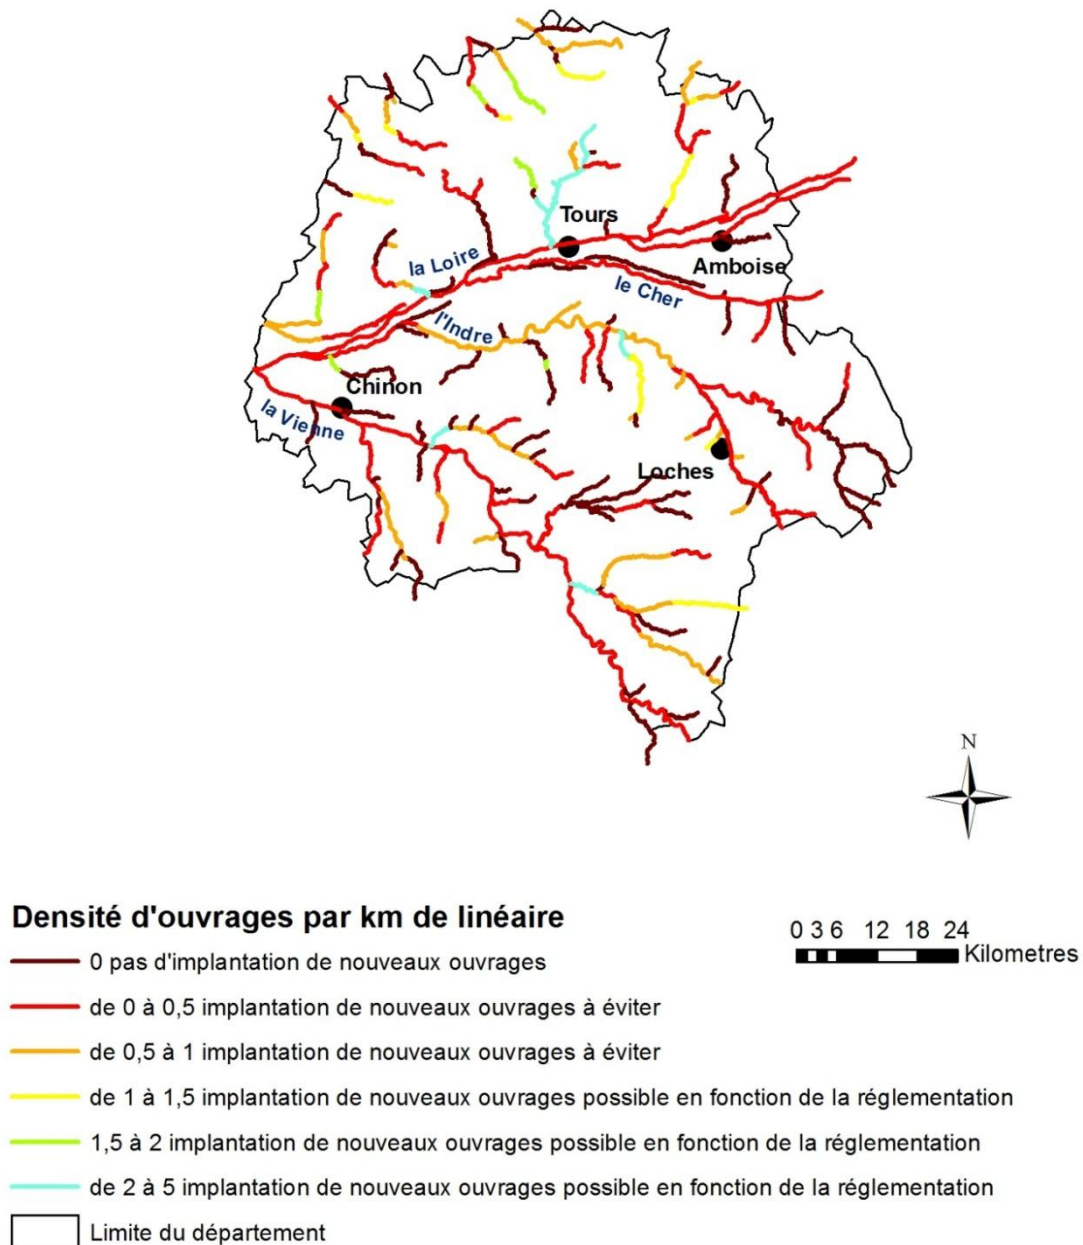 Tours
Amboise
la Loire
le Cher
l'Indre
Chinon
la Vienne
Loches
N
Densité d'ouvrages par km de linéaire
0 3 6 12 18 24
Kilometres
0 pas d'implantation de nouveaux ouvrages
de 0 à 0,5 implantation de nouveaux ouvrages à éviter
de 0,5 à 1 implantation de nouveaux ouvrages à éviter
de 1 à 1,5 implantation de nouveaux ouvrages possible en fonction de la réglementation
1,5 à 2 implantation de nouveaux ouvrages possible en fonction de la réglementation
de 2 à 5 implantation de nouveaux ouvrages possible en fonction de la réglementation
Limite du département